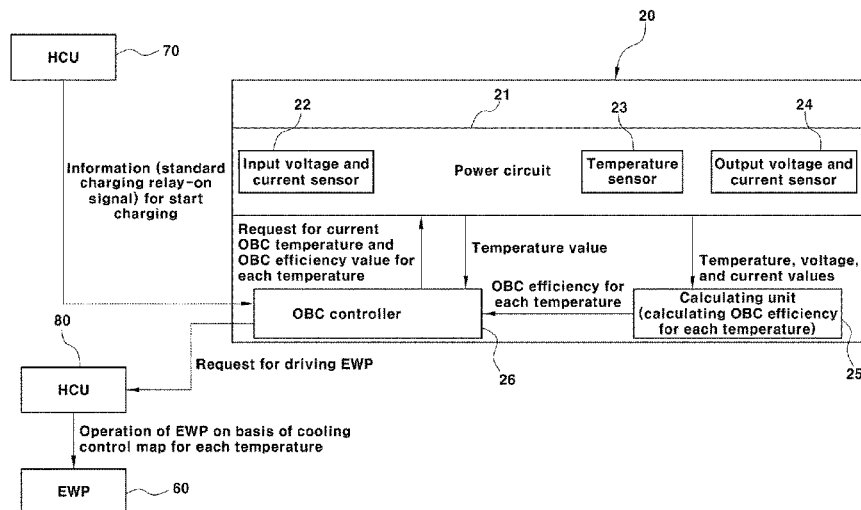 20
HCU
70
21
22
23
24
Input voltage and
current sensor
Power circuit
Temperature
sensor
Output voltage and
current sensor
Information (standard
charging relay-on
signal) for start
charging
Request for current
OBC temperature and
OBC efficiency value for
each temperature
Temperature value
Temperature, voltage,
and current values
OBC efficiency for
each temperature
OBC controller
Calculating unit
(calculating OBC efficiency
for each temperature)
80
26
25
Request for driving EWP
HCU
Operation of EWP on basis of cooling
control map for each temperature
EWP
60